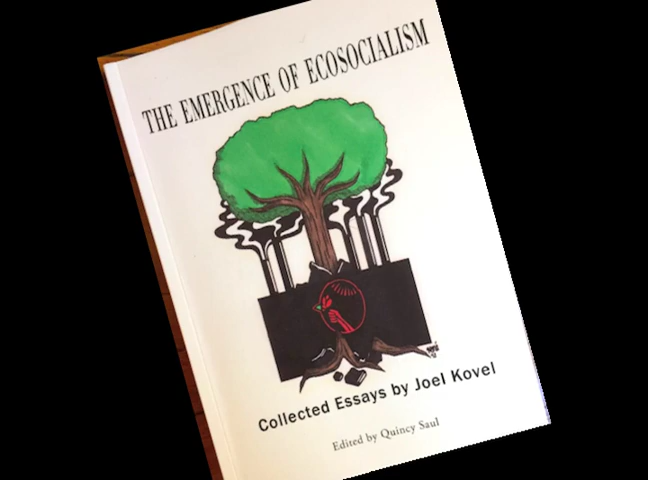 THE EMERGENCE OF ECOSOCIALISM
Collected Essays by Joel Kovel
Edited by Quincy Saul